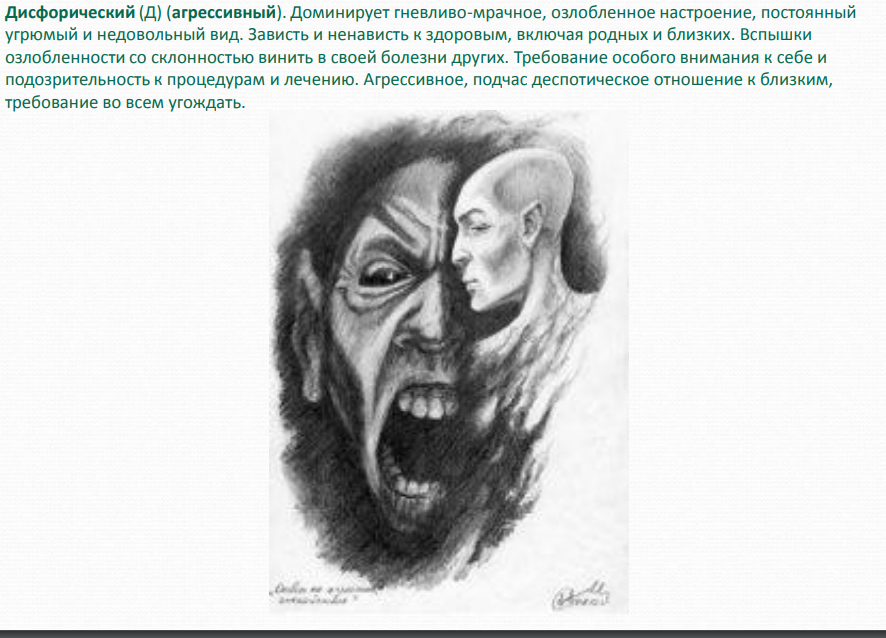 Дисфорический (Д) (агрессивный). Доминирует гневливо-мрачное, озлобленное настроение, постоянный
угрюмый и недовольный вид. Зависть и ненависть к здоровым, включая родных и близких. Вспышки
озлобленности со склонностью винить в своей болезни других. Требование особого внимания к себе и
подозрительность к процедурам и лечению. Агрессивное, подчас деспотическое отношение к близким,
требование во всем угождать.